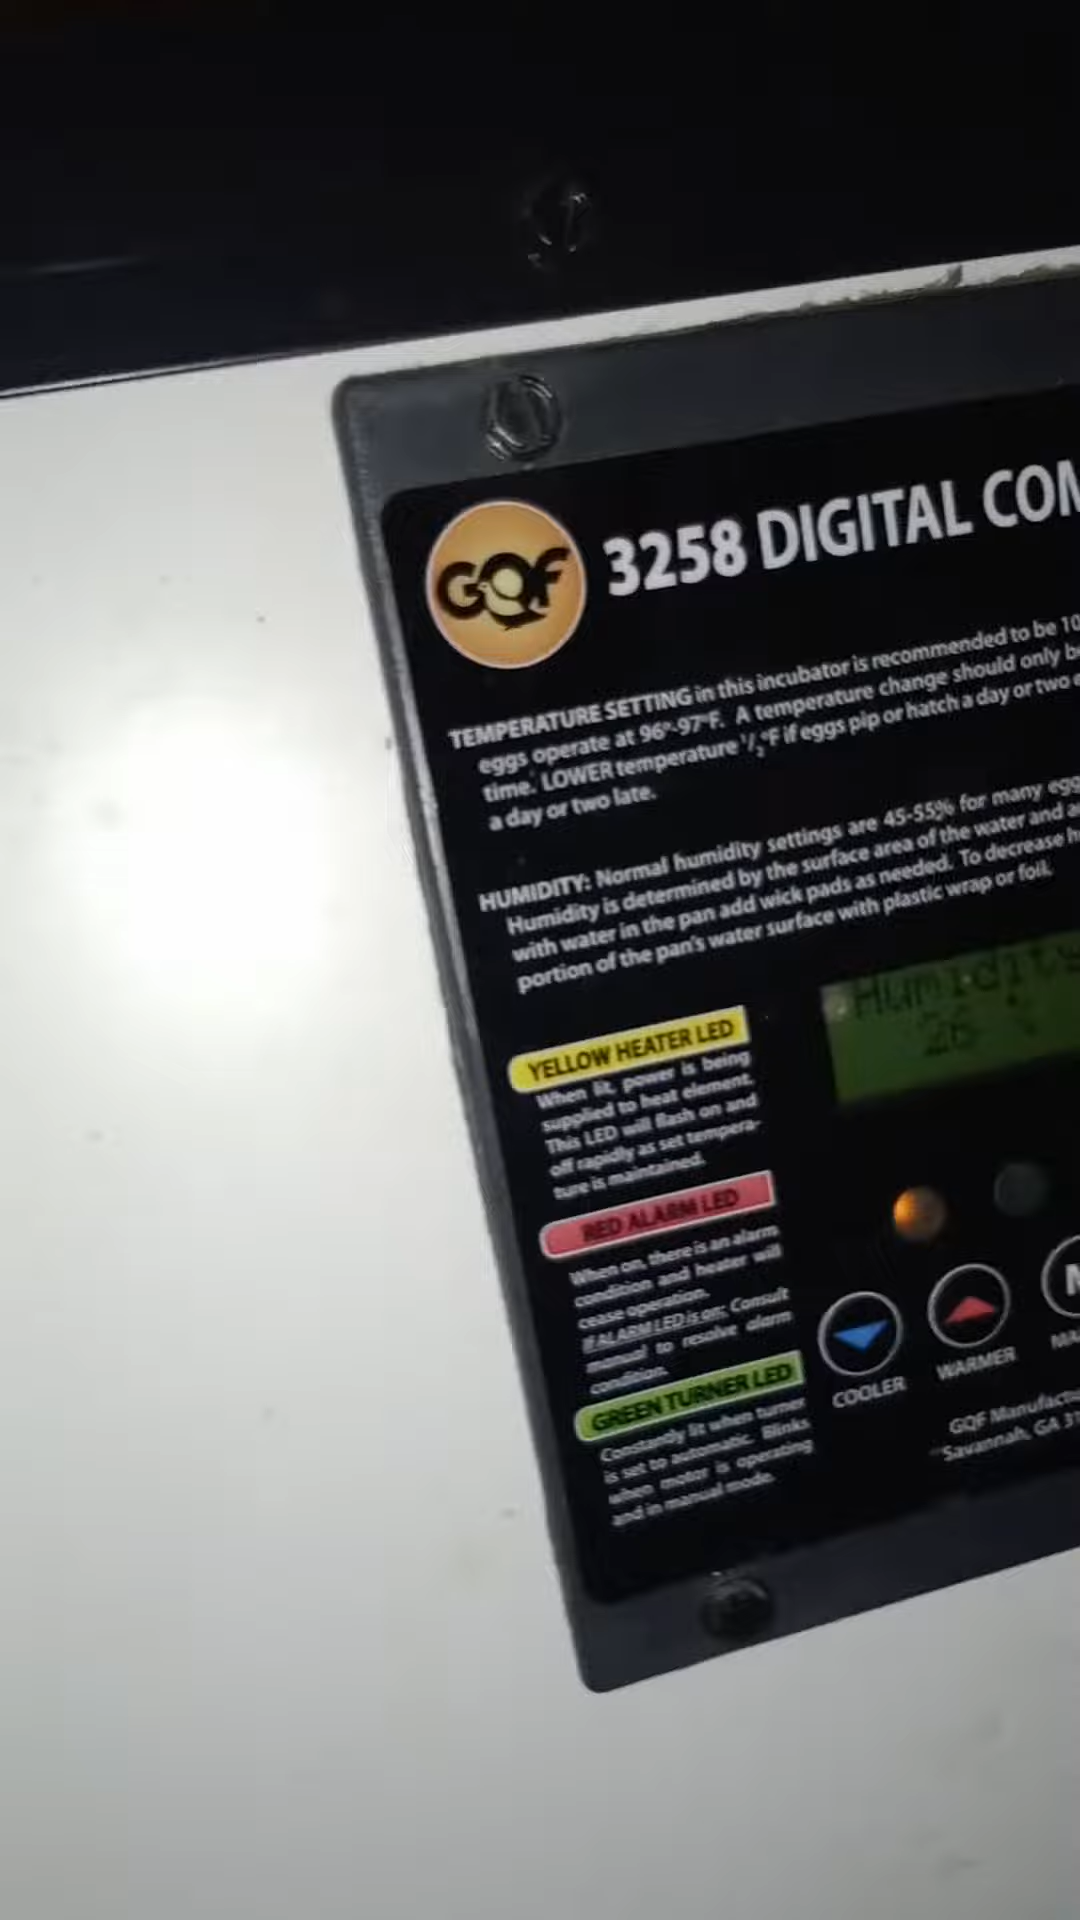 GQF
3258 DIGITAL COM
TEMPERATURE SETTING in this incubator is recommended to be 10
eggs operate at 96°-97°F. A temperature change should only be
time. LOWER temperature 1/2°F if eggs pip or hatch a day or two e
a day or two late.
HUMIDITY: Normal humidity settings are 45-55% for many egg
Humidity is determined by the surface area of the water and a
with water in the pan add wick pads as needed. To decrease h
portion of the pan's water surface with plastic wrap or foil.
Humidity
26 %
YELLOW HEATER LED
When lit, power is being
supplied to heat element.
This LED will flash on and
off rapidly as set tempera-
ture is maintained.
RED ALARM LED
When on, there is an alarm
condition and heater will
cease operation.
If ALARM LED is on: Consult
manual to resolve alarm
condition.
GREEN TURNER LED
Constantly lit when turner
is set to automatic. Blinks
when motor is operating
and in manual mode.
COOLER
WARMER
M
MA
GQF Manufactu
Savannah, GA 31